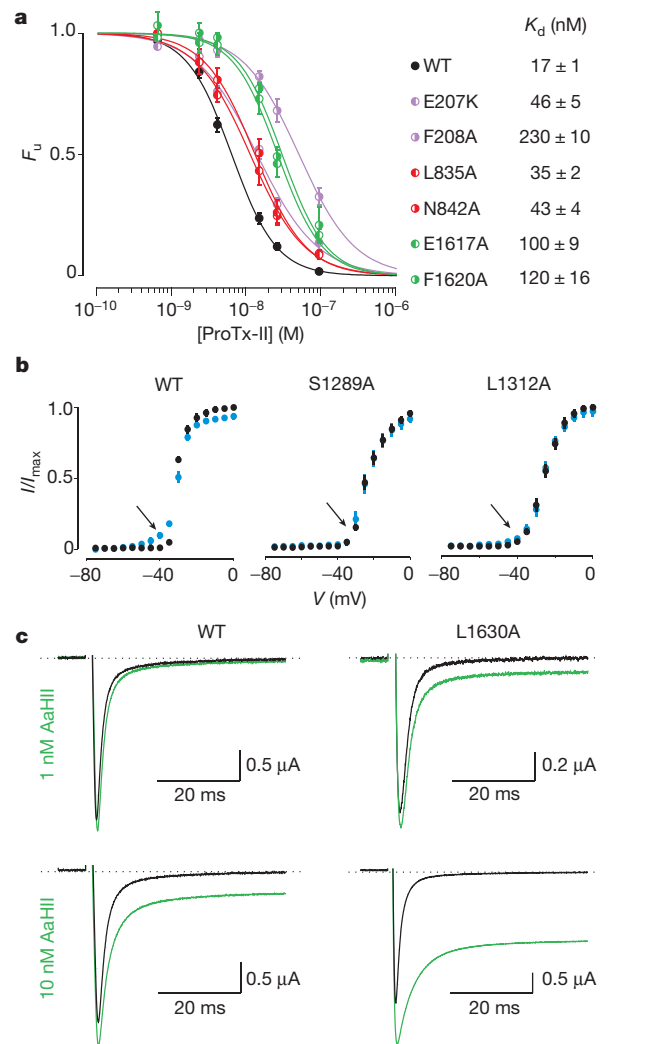 a
K_d (nM)
1.0
0.5
0
F_u
WT 17 ± 1
E207K 46 ± 5
F208A 230 ± 10
L835A 35 ± 2
N842A 43 ± 4
E1617A 100 ± 9
F1620A 120 ± 16
10⁻¹⁰ 10⁻⁹ 10⁻⁸ 10⁻⁷ 10⁻⁶
[ProTx-II] (M)
b
WT S1289A L1312A
1.0
0.5
0
I/I_max
−80 −40 0 −80 −40 0 −80 −40 0
V (mV)
c
WT L1630A
1 nM AaHII
0.5 μA 0.2 μA
20 ms 20 ms
10 nM AaHII
0.5 μA 0.5 μA
20 ms 20 ms